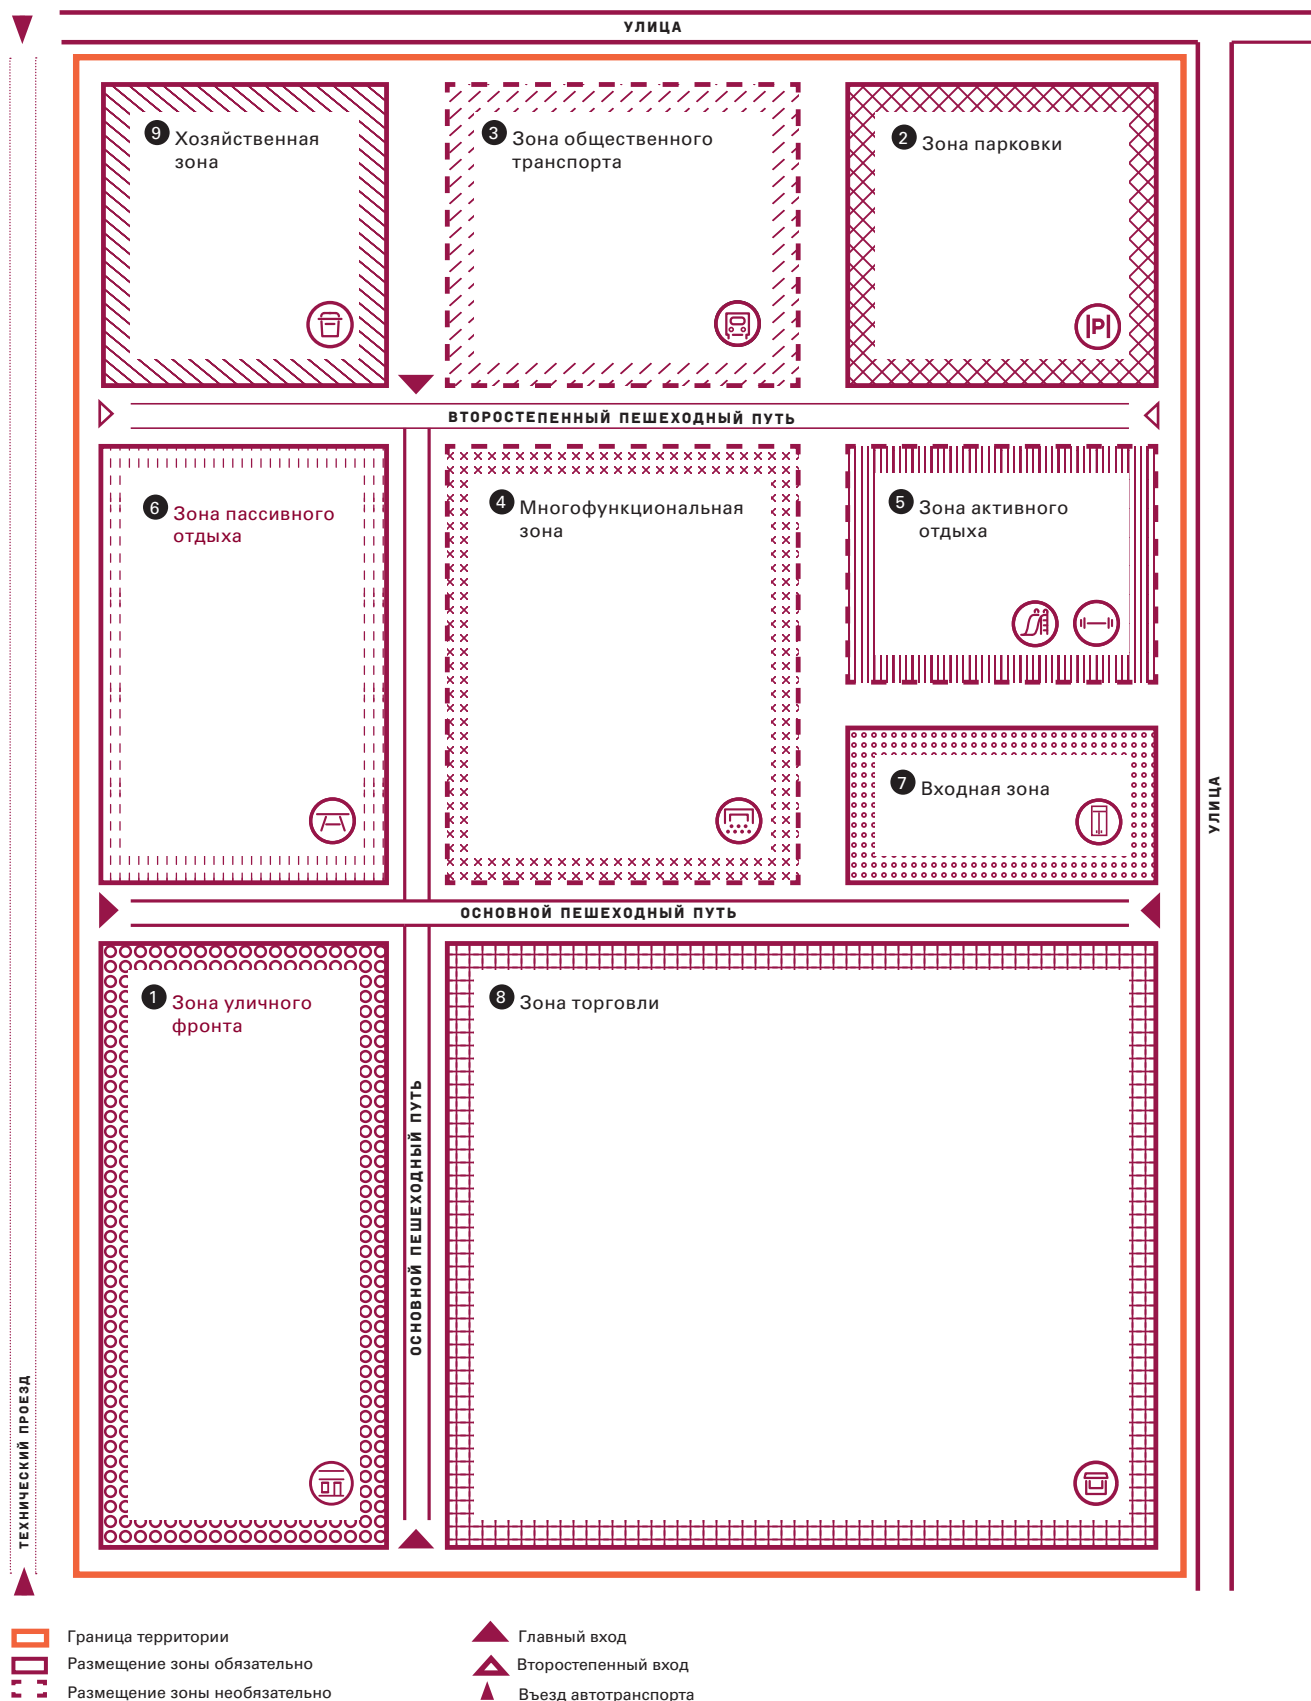 УЛИЦА
9 Хозяйственная
зона
3 Зона общественного
транспорта
2 Зона парковки
P
ВТОРОСТЕПЕННЫЙ ПЕШЕХОДНЫЙ ПУТЬ
6 Зона пассивного
отдыха
4 Многофункциональная
зона
5 Зона активного
отдыха
7 Входная зона
УЛИЦА
ОСНОВНОЙ ПЕШЕХОДНЫЙ ПУТЬ
1 Зона уличного
фронта
8 Зона торговли
ОСНОВНОЙ ПЕШЕХОДНЫЙ ПУТЬ
ТЕХНИЧЕСКИЙ ПРОЕЗД
Граница территории
Размещение зоны обязательно
Размещение зоны необязательно
Главный вход
Второстепенный вход
Въезд автотранспорта